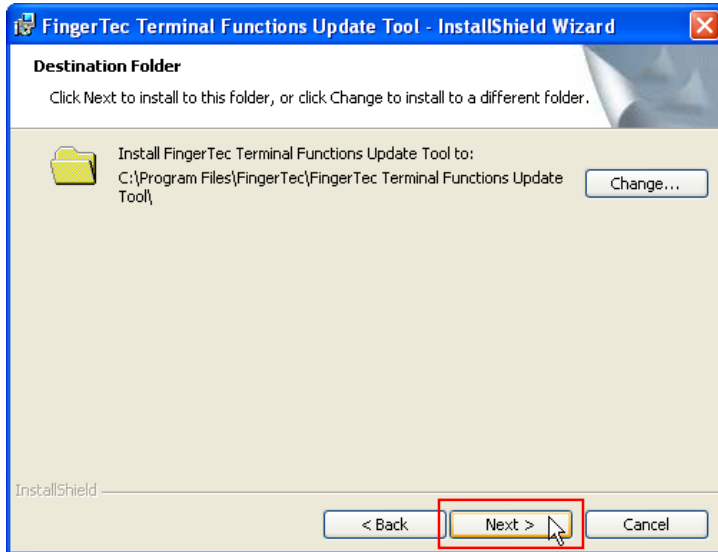 FingerTec Terminal Functions Update Tool - InstallShield Wizard
Destination Folder
Click Next to install to this folder, or click Change to install to a different folder.
Install FingerTec Terminal Functions Update Tool to:
C:\Program Files\FingerTec\FingerTec Terminal Functions Update
Tool\
Change...
InstallShield
< Back
Next >
Cancel